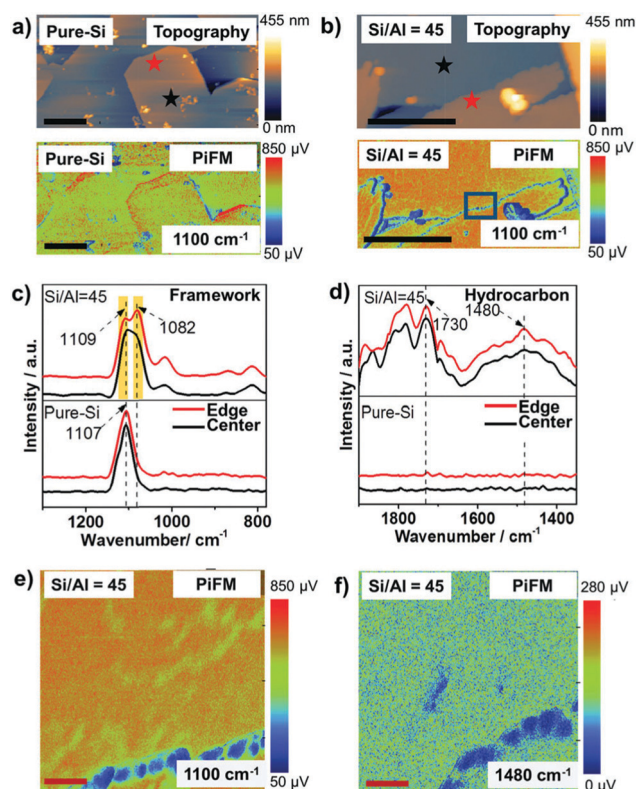 a)
Pure-Si Topography
455 nm
0 nm
Pure-Si PiFM
850 µV
1100 cm⁻¹
50 µV
b)
Si/Al = 45 Topography
455 nm
0 nm
Si/Al = 45 PiFM
850 µV
1100 cm⁻¹
50 µV
c)
Si/Al=45 Framework
1109 1082
Pure-Si
1107
Edge
Center
Intensity / a.u.
1200 1000 800
Wavenumber/ cm⁻¹
d)
Si/Al=45 Hydrocarbon
1730 1480
Pure-Si
Edge
Center
Intensity / a.u.
1800 1600 1400
Wavenumber / cm⁻¹
e)
Si/Al = 45 PiFM
850 µV
1100 cm⁻¹
50 µV
f)
Si/Al = 45 PiFM
280 µV
1480 cm⁻¹
0 µV